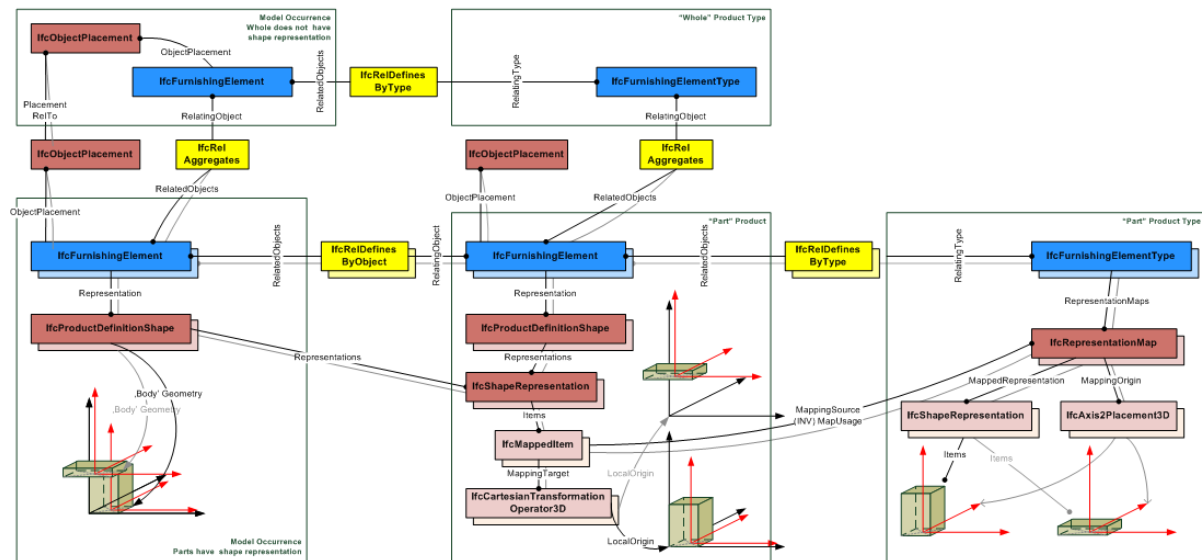 Model Occurrence
Whole does not have
shape representation
"Whole" Product Type
IfcObjectPlacement
ObjectPlacement
IfcFurnishingElement
RelatedObjects
IfcRelDefines
ByType
RelatingType
IfcFurnishingElementType
Placement
RelTo
RelatingObject
RelatingObject
IfcObjectPlacement
IfcRel
Aggregates
IfcObjectPlacement
IfcRel
Aggregates
RelatedObjects
RelatedObjects
ObjectPlacement
ObjectPlacement
"Part" Product
"Part" Product Type
IfcFurnishingElement
RelatedObjects
IfcRelDefines
ByObject
RelatingObject
IfcFurnishingElement
RelatedObjects
IfcRelDefines
ByType
RelatingType
IfcFurnishingElementType
Representation
Representation
RepresentationMaps
IfcProductDefinitionShape
IfcProductDefinitionShape
IfcRepresentationMap
Representations
Representations
IfcShapeRepresentation
MappedRepresentation
MappingOrigin
‚Body' Geometry
‚Body' Geometry
Items
MappingSource
(INV) MapUsage
IfcShapeRepresentation
IfcAxis2Placement3D
IfcMappedItem
Items
Items
MappingTarget
LocalOrigin
IfcCartesianTransformation
Operator3D
LocalOrigin
Model Occurrence
Parts have shape representation